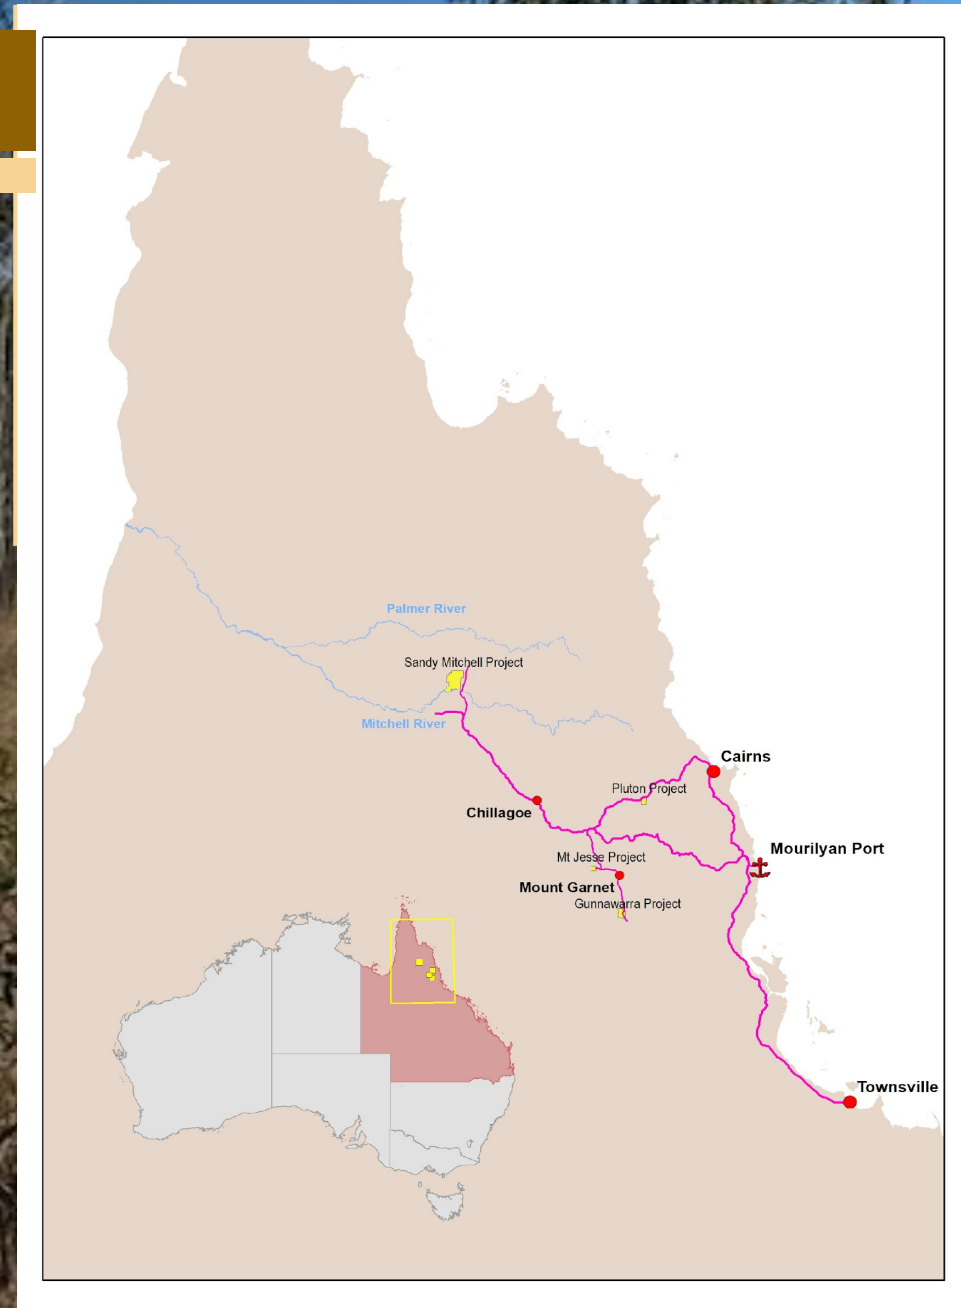 Palmer River
Sandy Mitchell Project
Mitchell River
Cairns
Pluton Project
Chillagoe
Mourilyan Port
Mt Jesse Project
Mount Garnet
Gunnawarra Project
Townsville